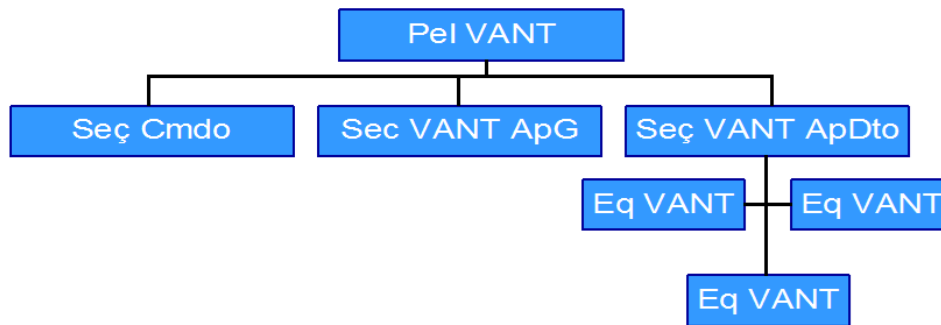 Pel VANT
Seç Cmdo
Sec VANT ApG
Seç VANT ApDto
Eq VANT
Eq VANT
Eq VANT